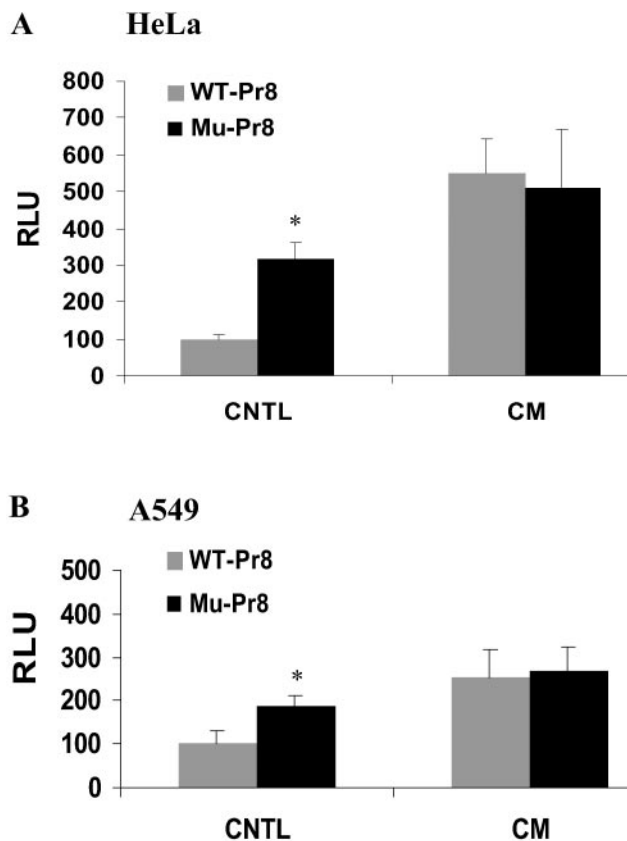 A HeLa
800
700
600
500
400
300
200
100
0
RLU
WT-Pr8
Mu-Pr8
*
CNTL CM
B A549
500
400
300
200
100
0
RLU
WT-Pr8
Mu-Pr8
*
CNTL CM